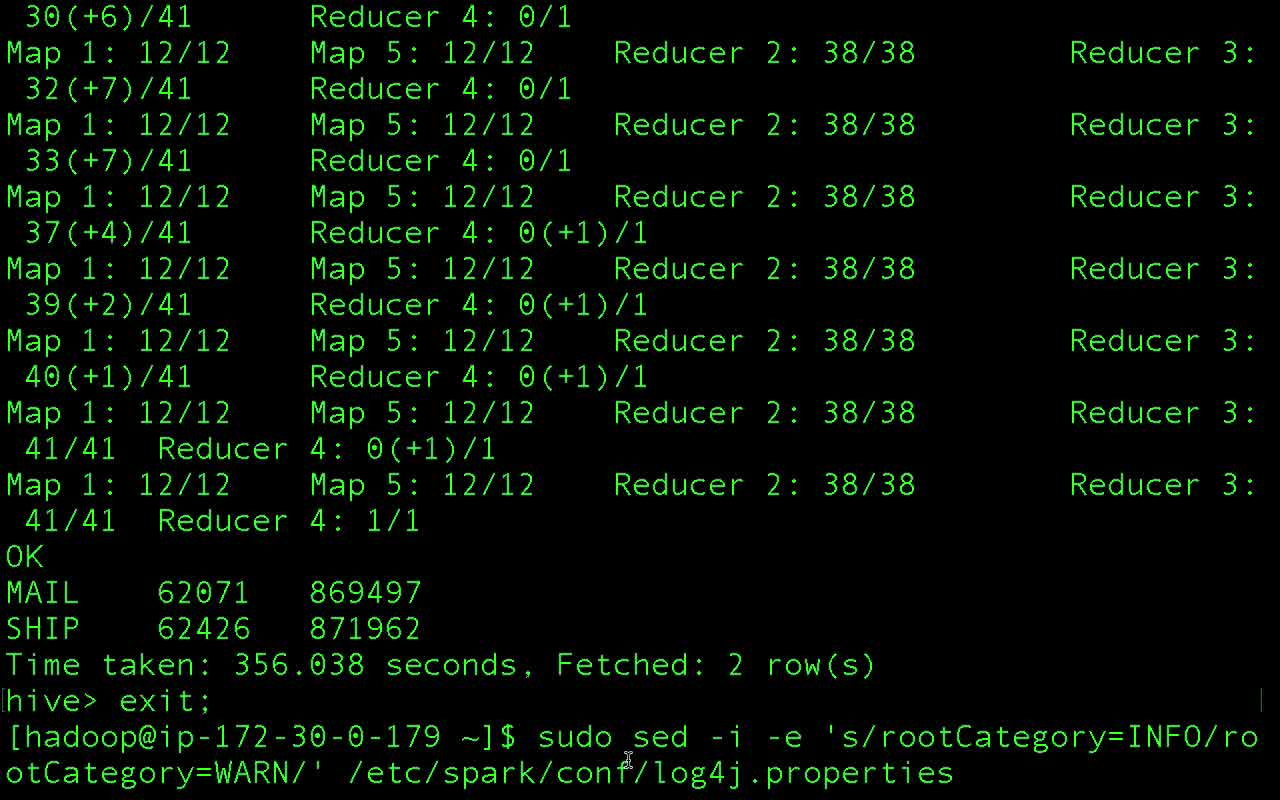 30(+6)/41 Reducer 4: 0/1
Map 1: 12/12 Map 5: 12/12 Reducer 2: 38/38 Reducer 3:
32(+7)/41 Reducer 4: 0/1
Map 1: 12/12 Map 5: 12/12 Reducer 2: 38/38 Reducer 3:
33(+7)/41 Reducer 4: 0/1
Map 1: 12/12 Map 5: 12/12 Reducer 2: 38/38 Reducer 3:
37(+4)/41 Reducer 4: 0(+1)/1
Map 1: 12/12 Map 5: 12/12 Reducer 2: 38/38 Reducer 3:
39(+2)/41 Reducer 4: 0(+1)/1
Map 1: 12/12 Map 5: 12/12 Reducer 2: 38/38 Reducer 3:
40(+1)/41 Reducer 4: 0(+1)/1
Map 1: 12/12 Map 5: 12/12 Reducer 2: 38/38 Reducer 3:
41/41 Reducer 4: 0(+1)/1
Map 1: 12/12 Map 5: 12/12 Reducer 2: 38/38 Reducer 3:
41/41 Reducer 4: 1/1
OK
MAIL 62071 869497
SHIP 62426 871962
Time taken: 356.038 seconds, Fetched: 2 row(s)
hive> exit;
[hadoop@ip-172-30-0-179 ~]$ sudo sed -i -e 's/rootCategory=INFO/ro
otCategory=WARN/' /etc/spark/conf/log4j.properties